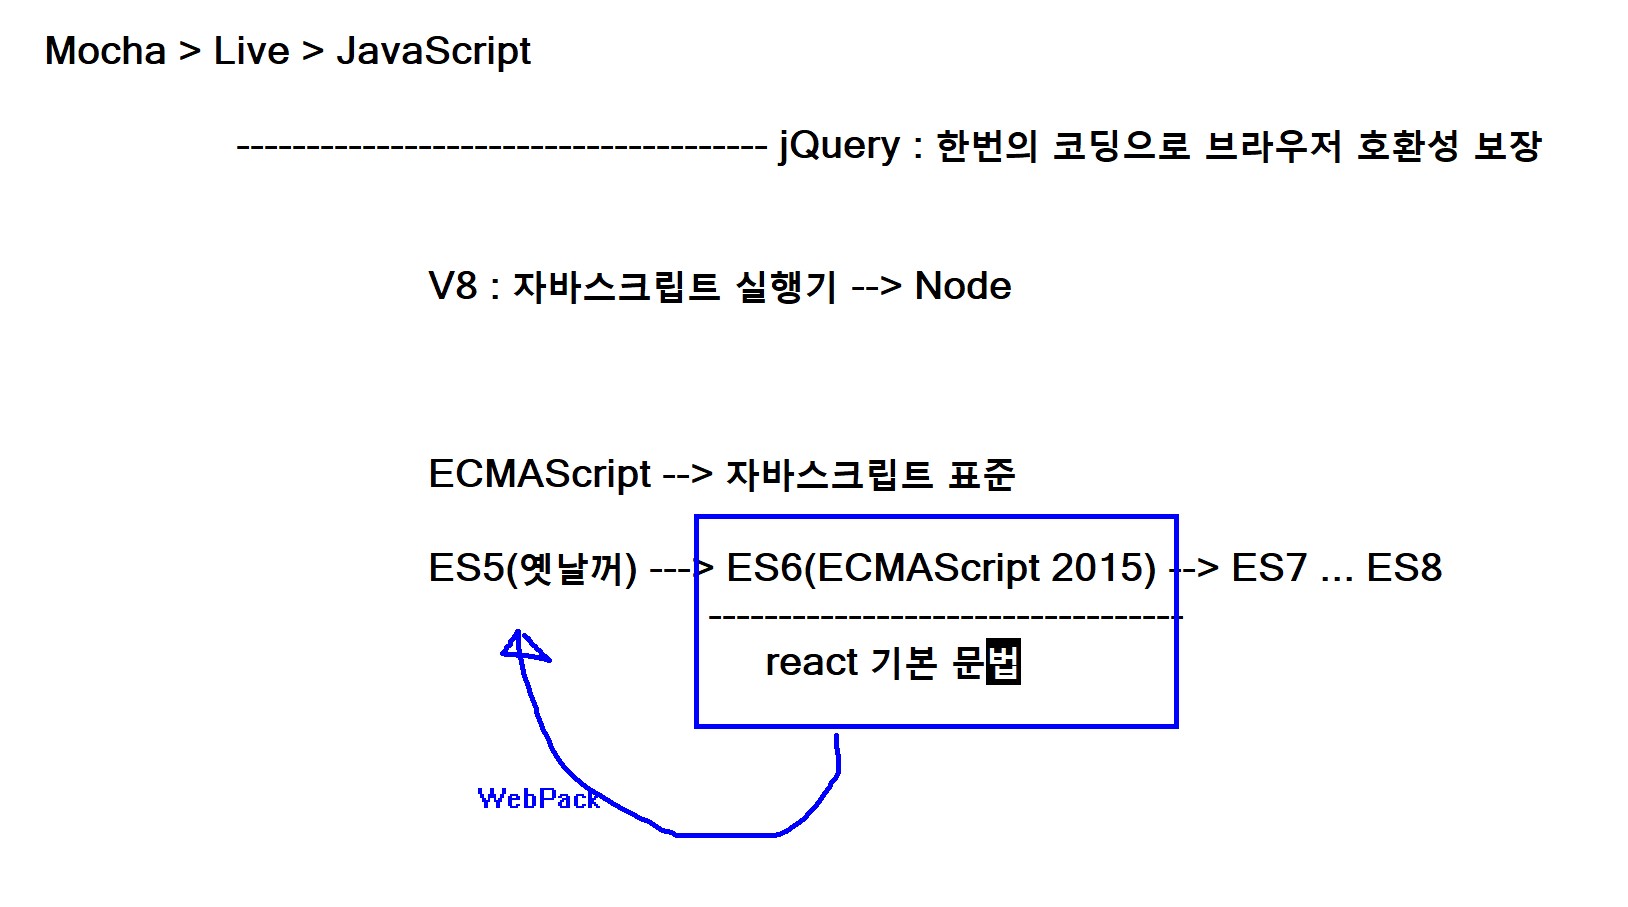 Mocha > Live > JavaScript
-------------------------------------- jQuery : 한번의 코딩으로 브라우저 호환성 보장
V8 : 자바스크립트 실행기 --> Node
ECMAScript --> 자바스크립트 표준
ES5(옛날꺼) ---> ES6(ECMAScript 2015) --> ES7 ... ES8
----------------------------------
react 기본 문법
WebPack